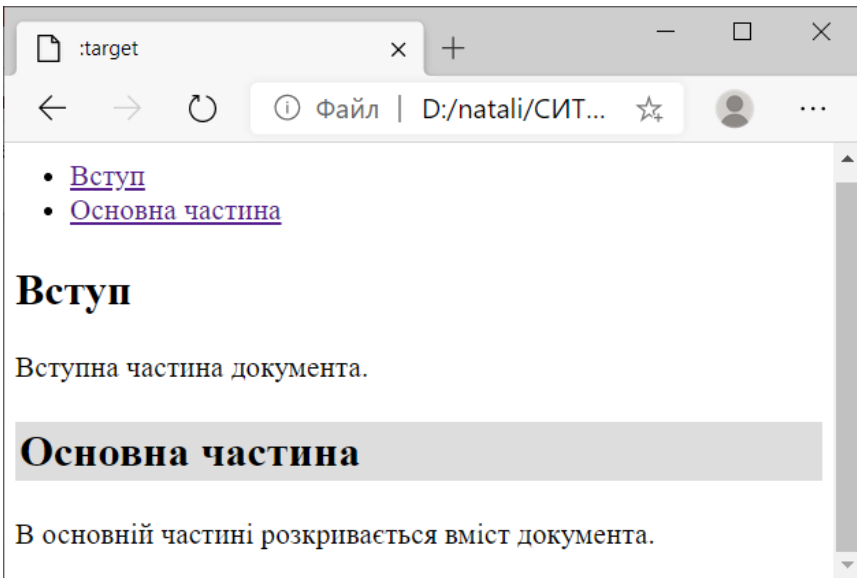 :target
Файл | D:/natali/СИТ...
Вступ
Основна частина
Вступ
Вступна частина документа.
Основна частина
В основній частині розкривається вміст документа.